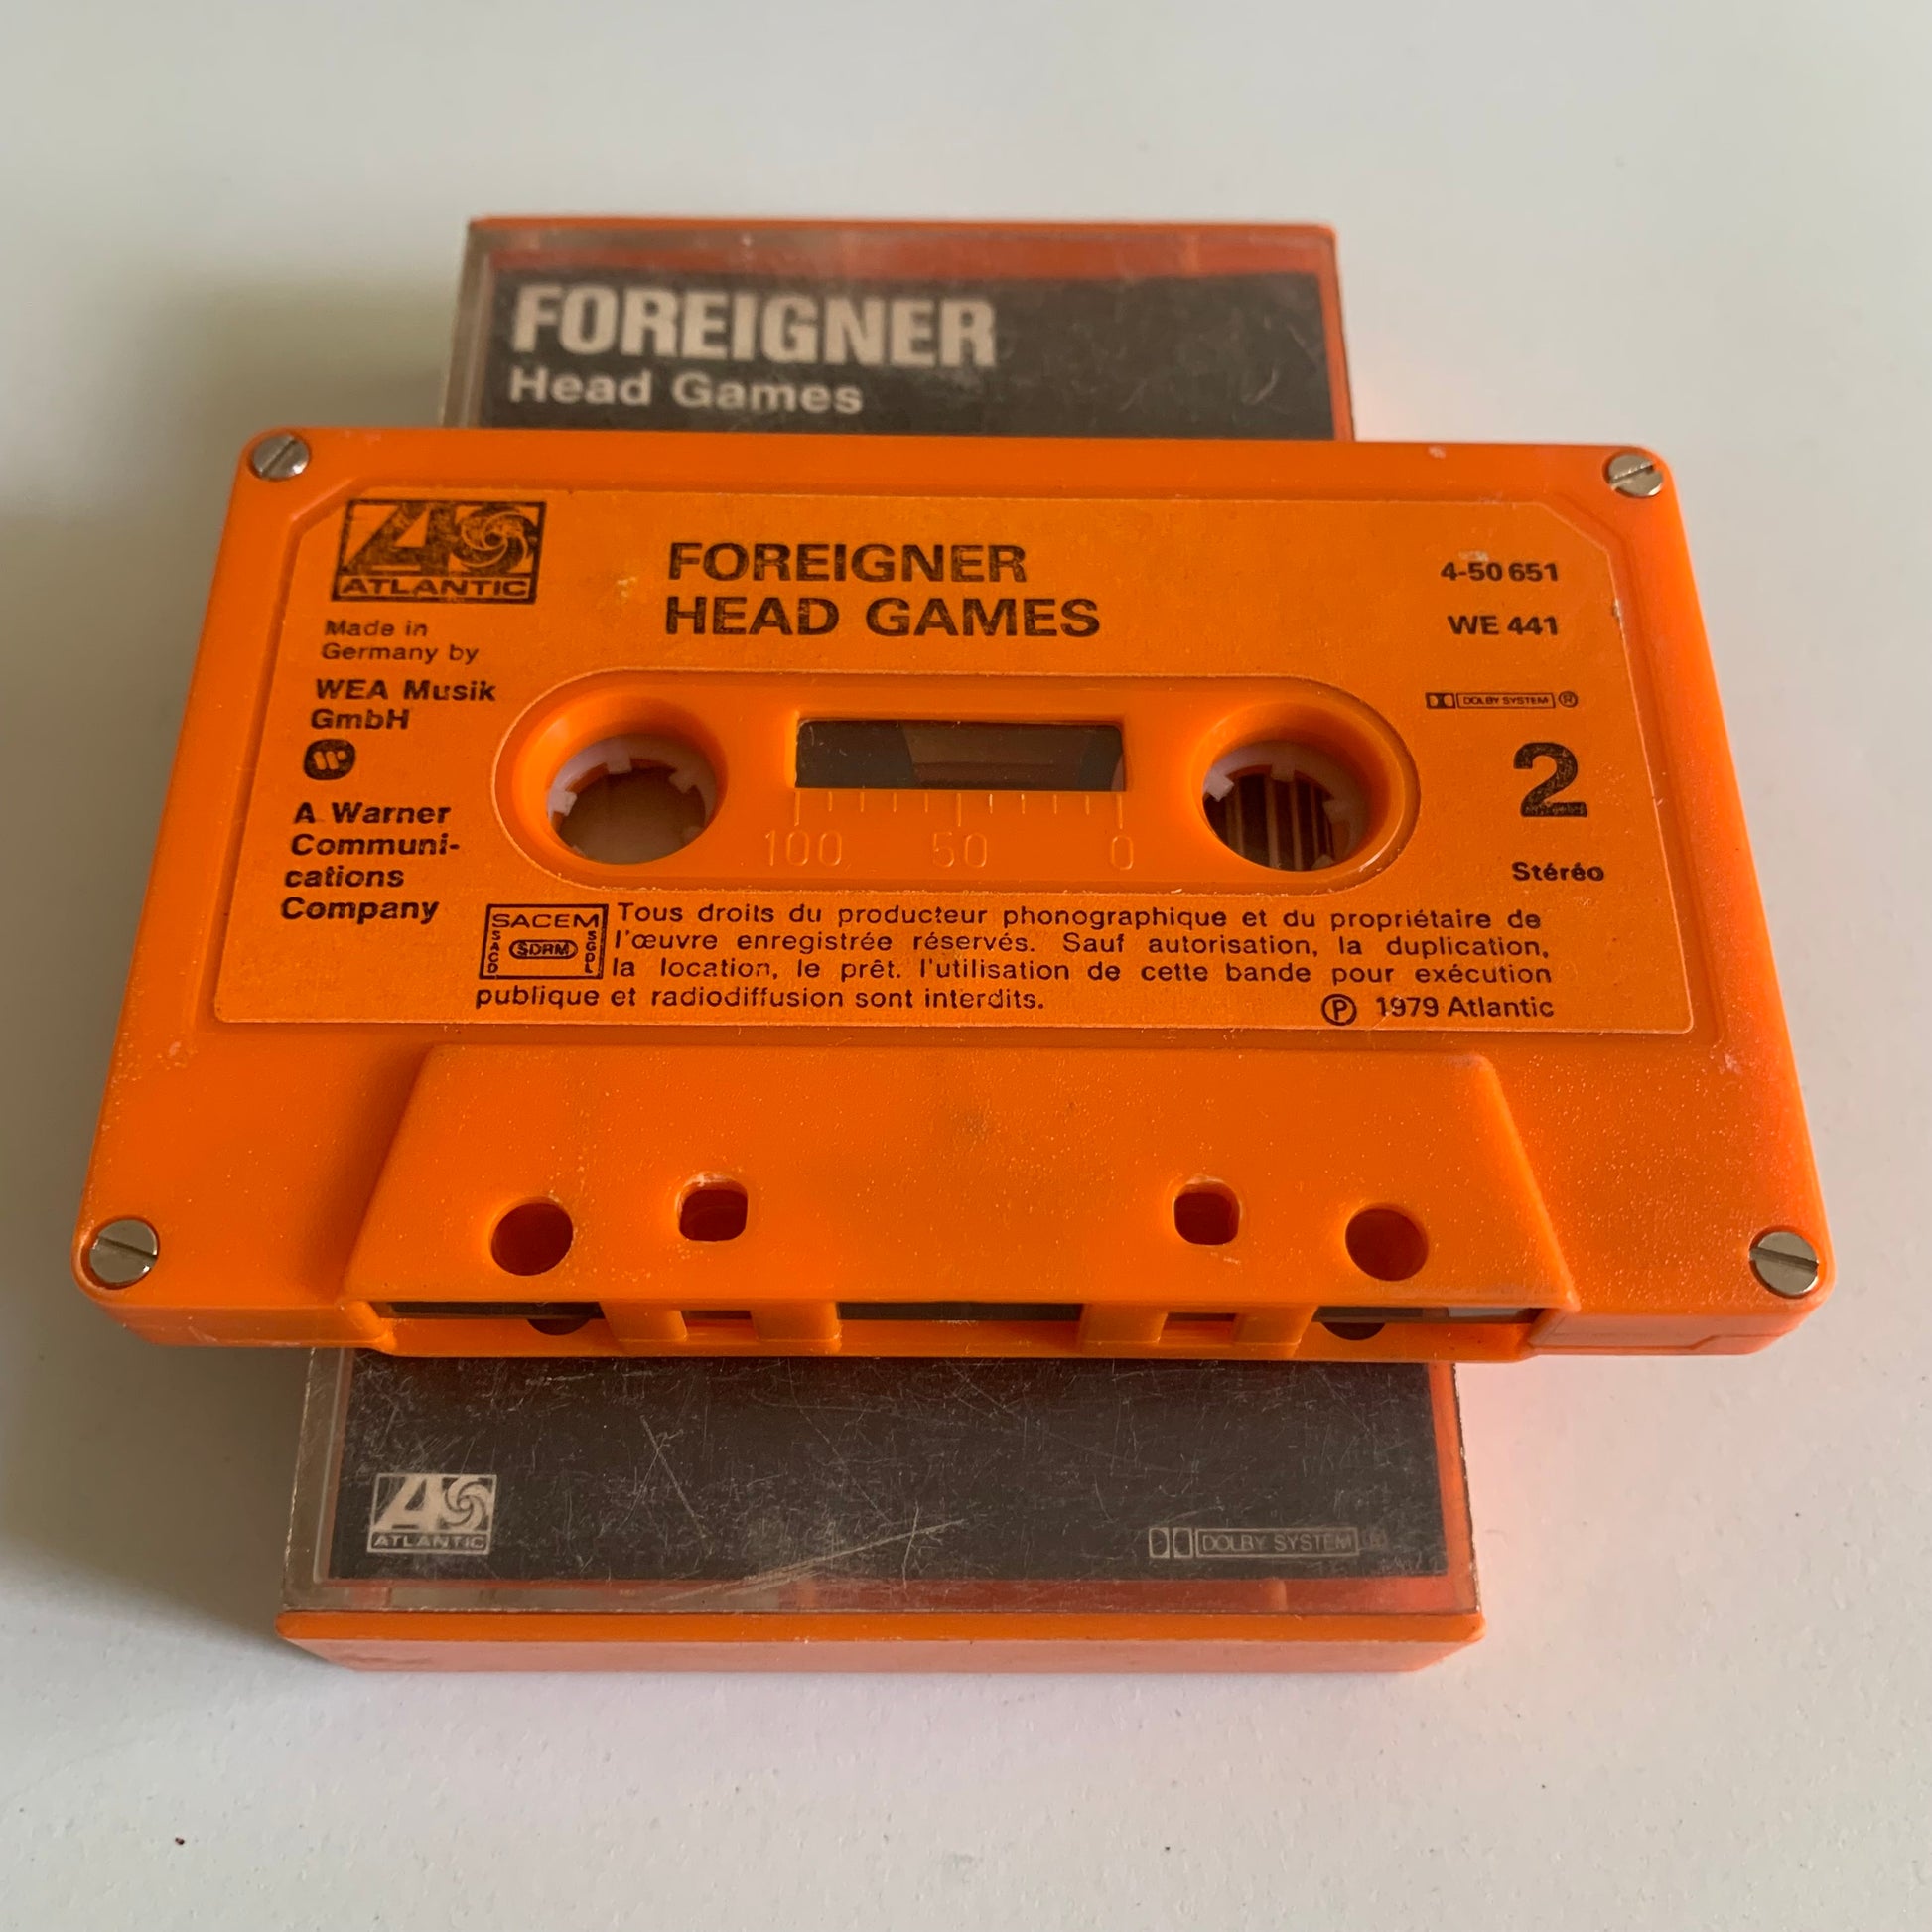 FOREIGNER
Head Games
ATLANTIC
FOREIGNER
HEAD GAMES
4-50 651
WE 441
Made in
Germany by
WEA Musik
GmbH
A Warner
Communi-
cations
Company
DOLBY SYSTEM ®
2
Stéréo
100 50 0
SACEM
SACD
SDRM
SGDL
Tous droits du producteur phonographique et du propriétaire de
l'œuvre enregistrée réservés. Sauf autorisation, la duplication,
la location, le prêt. l'utilisation de cette bande pour exécution
publique et radiodiffusion sont interdits.
℗ 1979 Atlantic
ATLANTIC
DOLBY SYSTEM